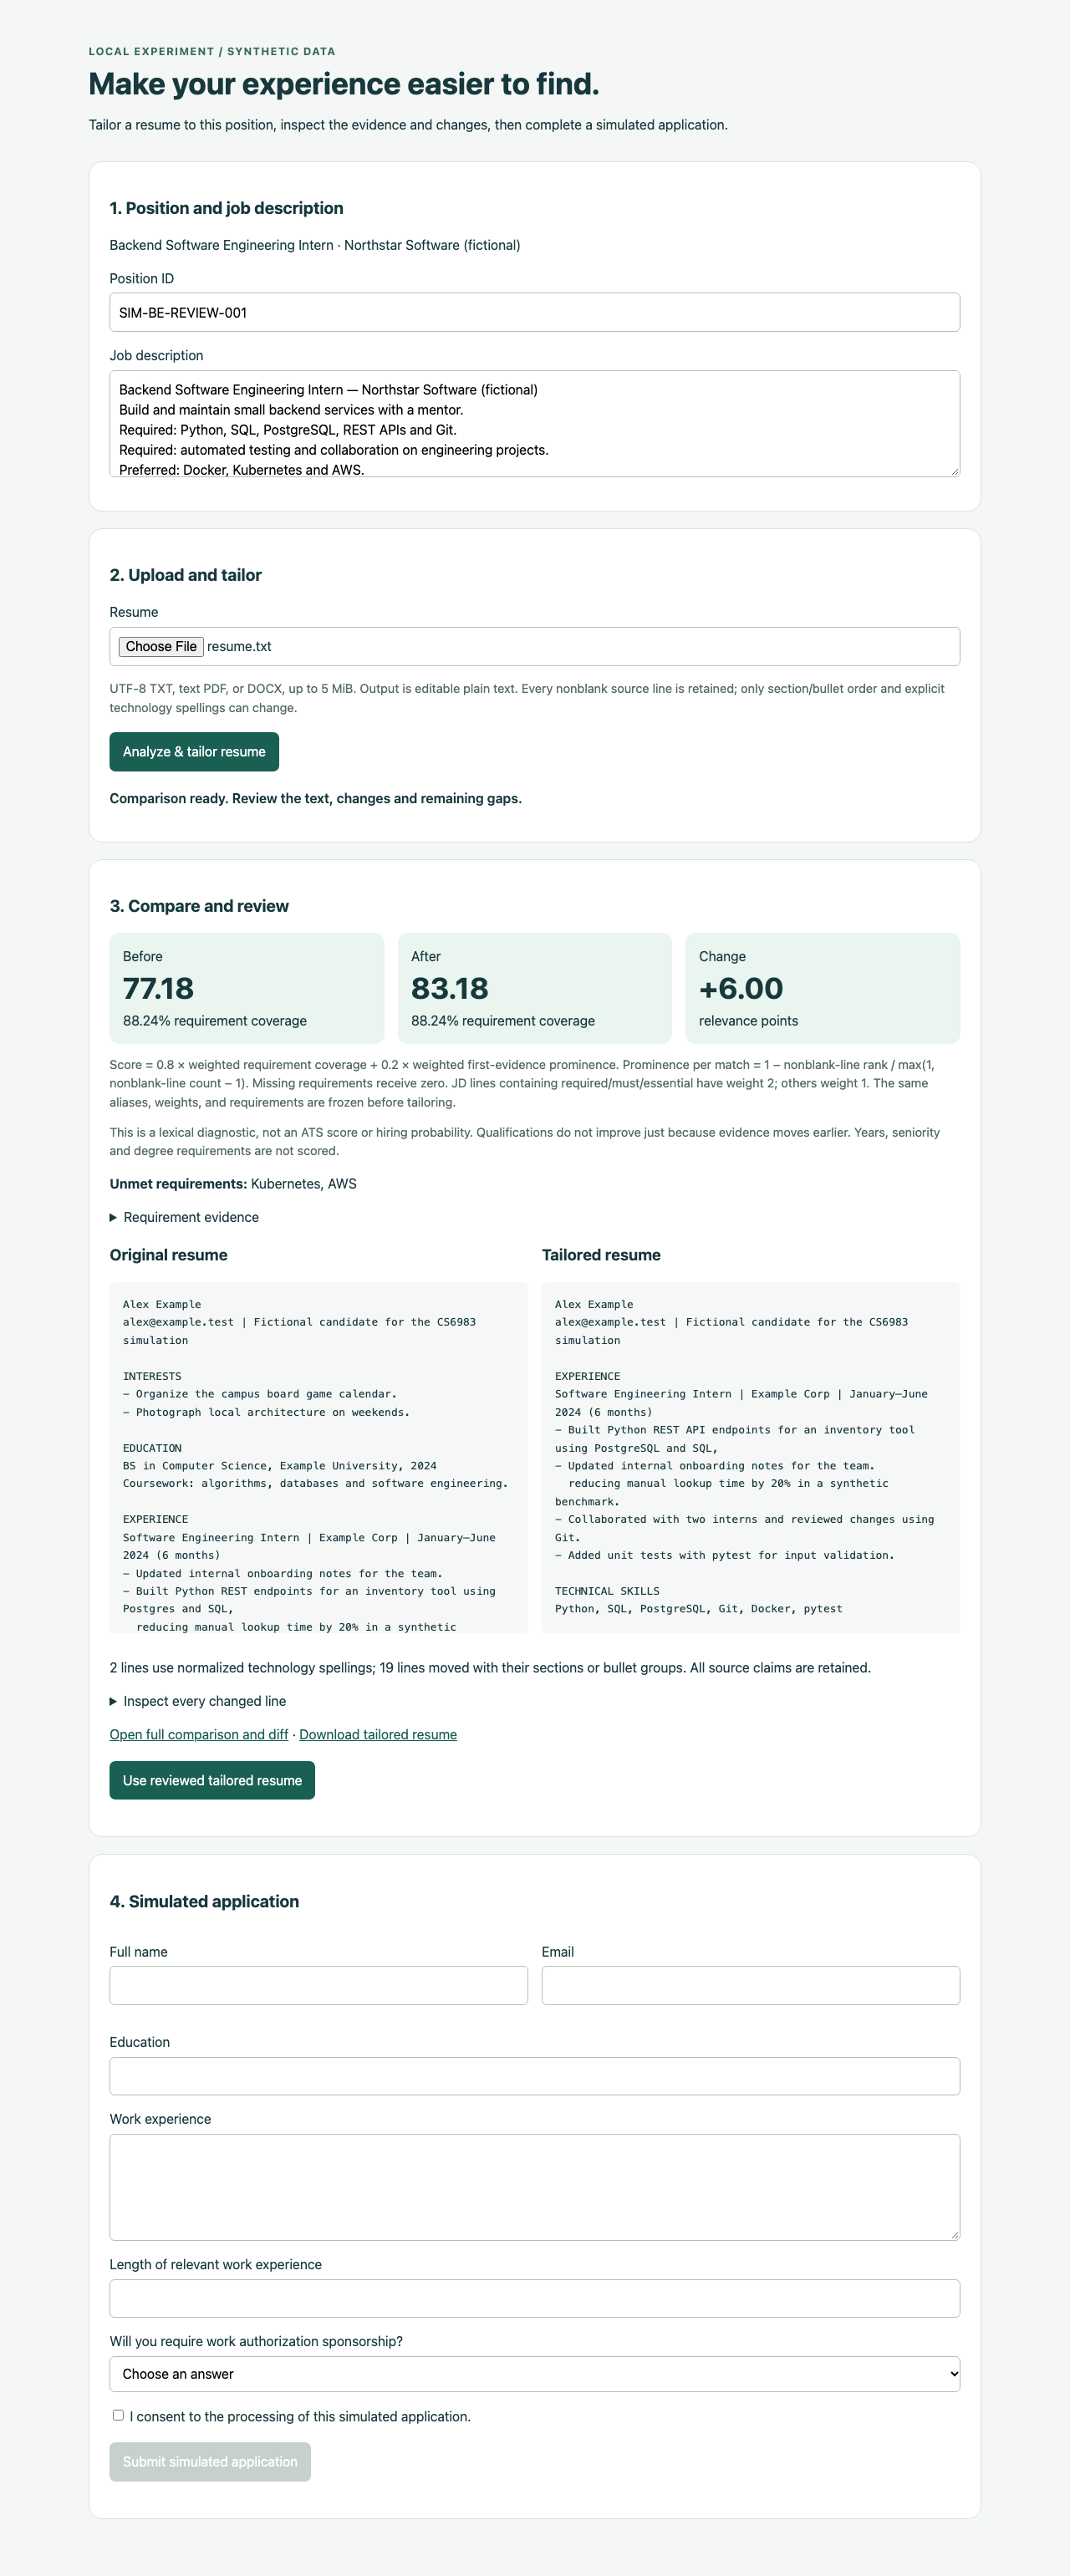 LOCAL EXPERIMENT / SYNTHETIC DATA
Make your experience easier to find.
Tailor a resume to this position, inspect the evidence and changes, then complete a simulated application.
1. Position and job description
Backend Software Engineering Intern · Northstar Software (fictional)
Position ID
SIM-BE-REVIEW-001
Job description
Backend Software Engineering Intern — Northstar Software (fictional)
Build and maintain small backend services with a mentor.
Required: Python, SQL, PostgreSQL, REST APIs and Git.
Required: automated testing and collaboration on engineering projects.
Preferred: Docker, Kubernetes and AWS.
2. Upload and tailor
Resume
Choose File resume.txt
UTF-8 TXT, text PDF, or DOCX, up to 5 MiB. Output is editable plain text. Every nonblank source line is retained; only section/bullet order and explicit
technology spellings can change.
Analyze & tailor resume
Comparison ready. Review the text, changes and remaining gaps.
3. Compare and review
Before
77.18
88.24% requirement coverage
After
83.18
88.24% requirement coverage
Change
+6.00
relevance points
Score = 0.8 × weighted requirement coverage + 0.2 × weighted first-evidence prominence. Prominence per match = 1 − nonblank-line rank / max(1,
nonblank-line count − 1). Missing requirements receive zero. JD lines containing required/must/essential have weight 2; others weight 1. The same
aliases, weights, and requirements are frozen before tailoring.
This is a lexical diagnostic, not an ATS score or hiring probability. Qualifications do not improve just because evidence moves earlier. Years, seniority
and degree requirements are not scored.
Unmet requirements: Kubernetes, AWS
▶ Requirement evidence
Original resume
Alex Example
alex@example.test | Fictional candidate for the CS6983
simulation
INTERESTS
– Organize the campus board game calendar.
– Photograph local architecture on weekends.
EDUCATION
BS in Computer Science, Example University, 2024
Coursework: algorithms, databases and software engineering.
EXPERIENCE
Software Engineering Intern | Example Corp | January–June
2024 (6 months)
– Updated internal onboarding notes for the team.
– Built Python REST endpoints for an inventory tool using
Postgres and SQL,
reducing manual lookup time by 20% in a synthetic
Tailored resume
Alex Example
alex@example.test | Fictional candidate for the CS6983
simulation
EXPERIENCE
Software Engineering Intern | Example Corp | January–June
2024 (6 months)
– Built Python REST API endpoints for an inventory tool
using PostgreSQL and SQL,
– Updated internal onboarding notes for the team.
reducing manual lookup time by 20% in a synthetic
benchmark.
– Collaborated with two interns and reviewed changes using
Git.
– Added unit tests with pytest for input validation.
TECHNICAL SKILLS
Python, SQL, PostgreSQL, Git, Docker, pytest
2 lines use normalized technology spellings; 19 lines moved with their sections or bullet groups. All source claims are retained.
▶ Inspect every changed line
Open full comparison and diff · Download tailored resume
Use reviewed tailored resume
4. Simulated application
Full name
Email
Education
Work experience
Length of relevant work experience
Will you require work authorization sponsorship?
Choose an answer
I consent to the processing of this simulated application.
Submit simulated application